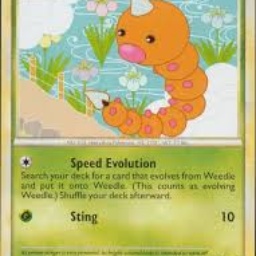 Speed Evolution
Search your deck for a card that evolves from Weedle
and put it onto Weedle. (This counts as evolving
Weedle.) Shuffle your deck afterward.
Sting 10